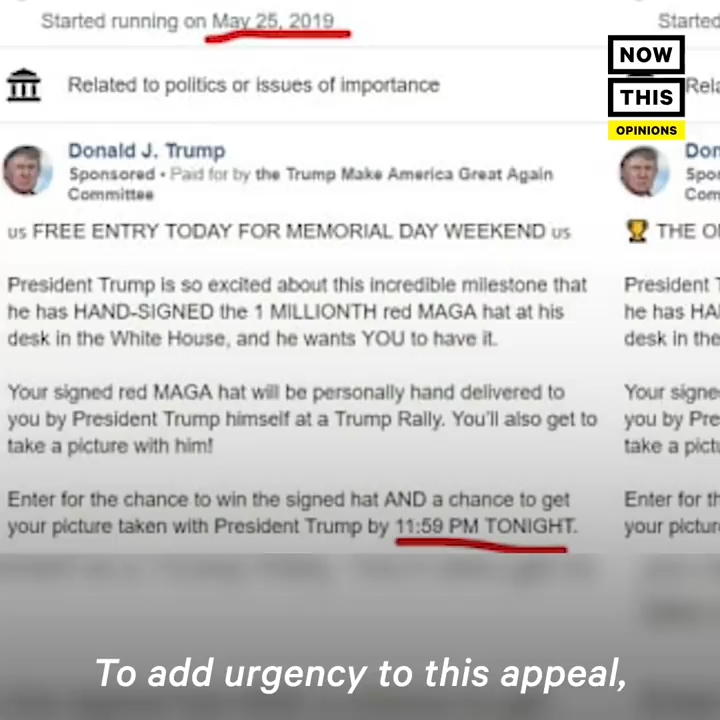 Started running on May 25, 2019
Started
NOW
THIS
OPINIONS
Related to politics or issues of importance
Rela
Donald J. Trump
Sponsored • Paid for by the Trump Make America Great Again
Committee
us FREE ENTRY TODAY FOR MEMORIAL DAY WEEKEND us
President Trump is so excited about this incredible milestone that
he has HAND-SIGNED the 1 MILLIONTH red MAGA hat at his
desk in the White House, and he wants YOU to have it.
Your signed red MAGA hat will be personally hand delivered to
you by President Trump himself at a Trump Rally. You'll also get to
take a picture with him!
Enter for the chance to win the signed hat AND a chance to get
your picture taken with President Trump by 11:59 PM TONIGHT.
Don
Spon
Com
THE O
President T
he has HA
desk in the
Your signe
you by Pre
take a pictu
Enter for th
your pictur
To add urgency to this appeal,